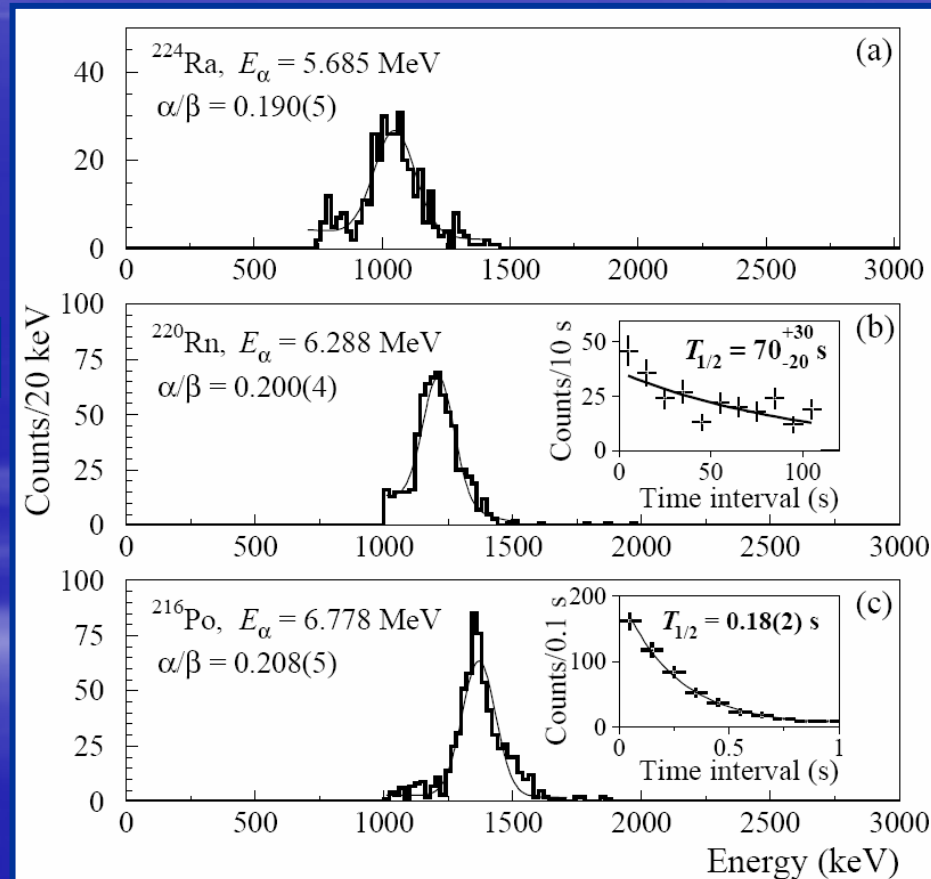 (a)
²²⁴Ra, Eα = 5.685 MeV
α/β = 0.190(5)
40
20
0
0 500 1000 1500 2000 2500 3000
Counts/20 keV
(b)
²²⁰Rn, Eα = 6.288 MeV
α/β = 0.200(4)
100
75
50
25
0
0 500 1000 1500 2000 2500 3000
T1/2 = 70 +30 -20 s
Counts/10 s
50
25
0
0 50 100
Time interval (s)
(c)
²¹⁶Po, Eα = 6.778 MeV
α/β = 0.208(5)
100
75
50
25
0
0 500 1000 1500 2000 2500 3000
T1/2 = 0.18(2) s
Counts/0.1 s
200
100
0
0 0.5 1
Time interval (s)
Energy (keV)